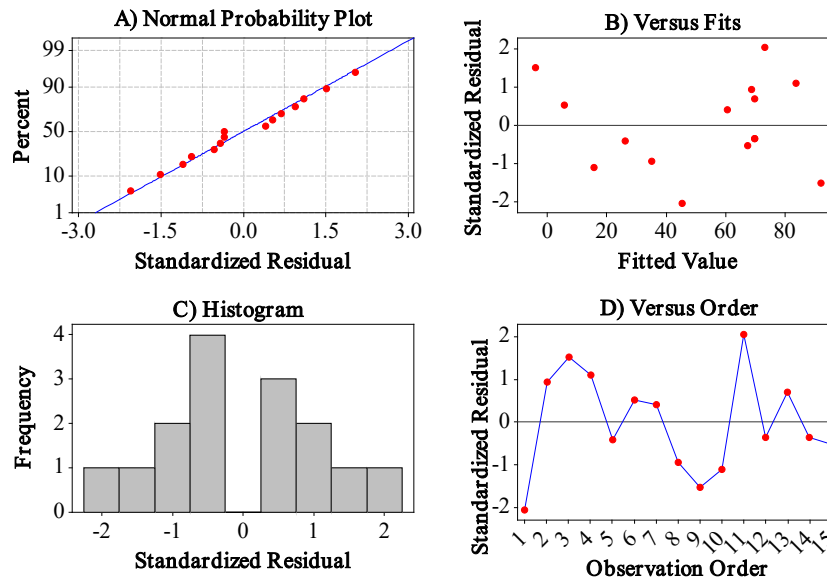 A) Normal Probability Plot
Percent
99
90
50
10
1
-3.0 -1.5 0.0 1.5 3.0
Standardized Residual
B) Versus Fits
Standardized Residual
2
1
0
-1
-2
0 20 40 60 80
Fitted Value
C) Histogram
Frequency
4
3
2
1
0
-2 -1 0 1 2
Standardized Residual
D) Versus Order
Standardized Residual
2
1
0
-1
-2
1 2 3 4 5 6 7 8 9 10 11 12 13 14 15
Observation Order